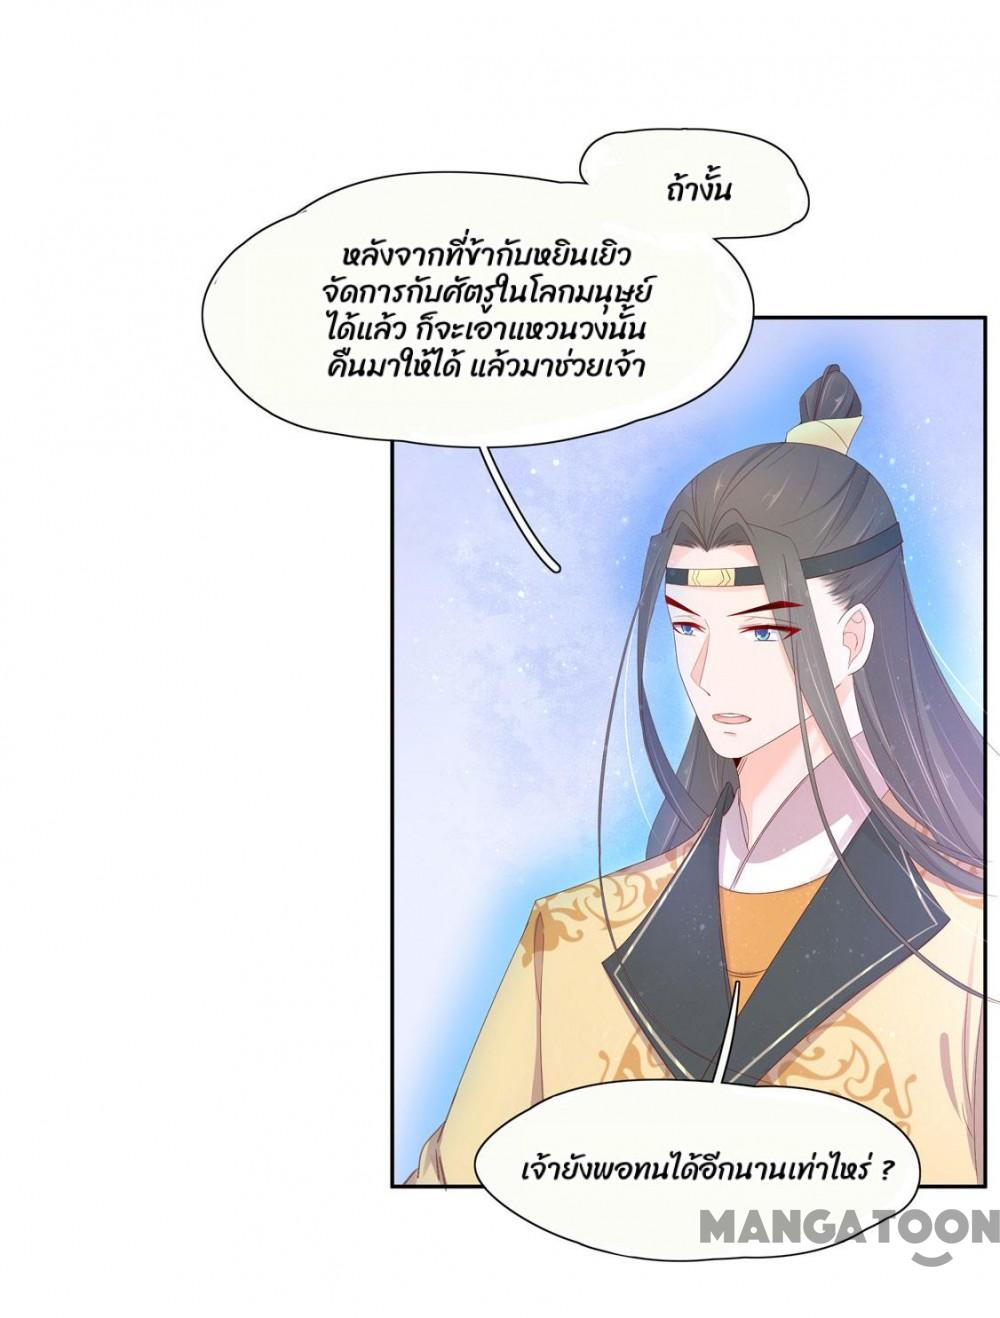 ถ้างั้น
หลังจากที่ข้ากับหยินเยิว
จัดการกับศัตรูในโลกมนุษย์
ได้แล้ว ก็จะเอาแหวนวงนั้น
คืนมาให้ได้ แล้วมาช่วยเจ้า
เจ้ายังพอทนได้อีกนานเท่าไหร่ ?
MANGATOON